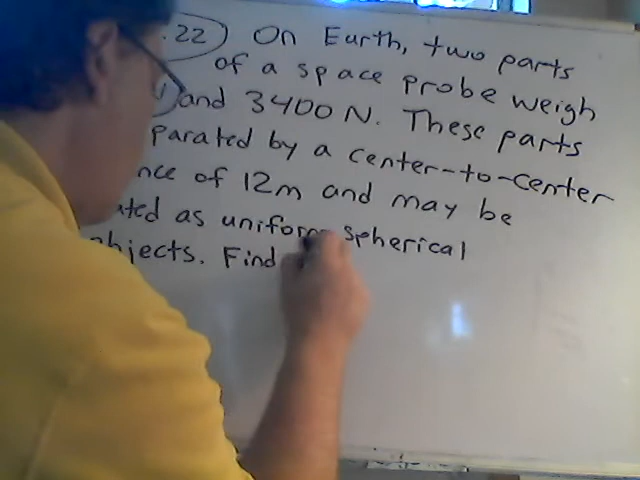 .22) On Earth, two parts
of a space probe weigh
and 3400 N. These parts
parated by a center-to-center
nce of 12m and may be
ated as uniform spherical
objects. Find